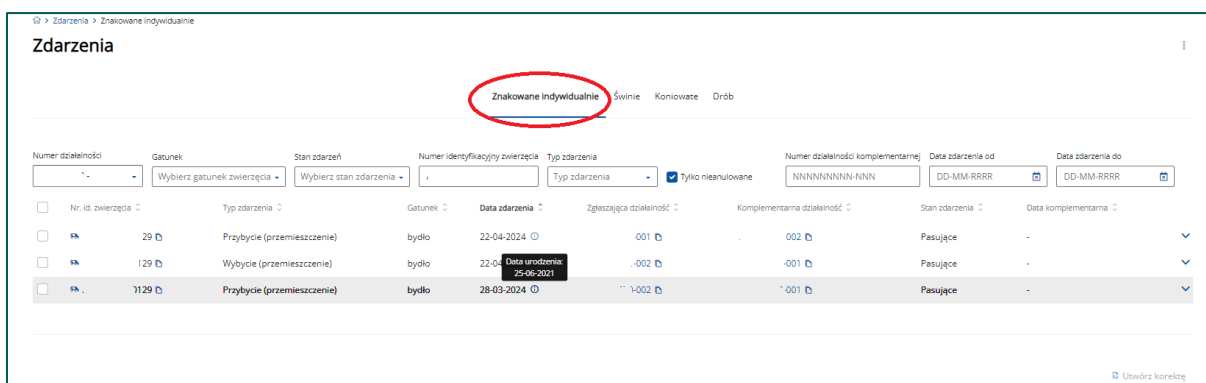 Zdarzenia > Znakowane indywidualnie
Zdarzenia
Znakowane indywidualnie Świnie Koniowate Drób
Numer działalności Gatunek Stan zdarzeń Numer identyfikacyjny zwierzęcia Typ zdarzenia Numer działalności komplementarnej Data zdarzenia od Data zdarzenia do
Wybierz gatunek zwierzęcia Wybierz stan zdarzenia Typ zdarzenia Tylko nieanulowane NNNNNNNNN-NNN DD-MM-RRRR DD-MM-RRRR
Nr. id. zwierzęcia Typ zdarzenia Gatunek Data zdarzenia Zgłaszająca działalność Komplementarna działalność Stan zdarzenia Data komplementarna
29 Przybycie (przemieszczenie) bydło 22-04-2024 -001 002 Pasujące -
129 Wybycie (przemieszczenie) bydło 22-04 -002 -001 Pasujące -
Data urodzenia:
25-06-2021
0129 Przybycie (przemieszczenie) bydło 28-03-2024 -002 -001 Pasujące -
Utwórz korektę